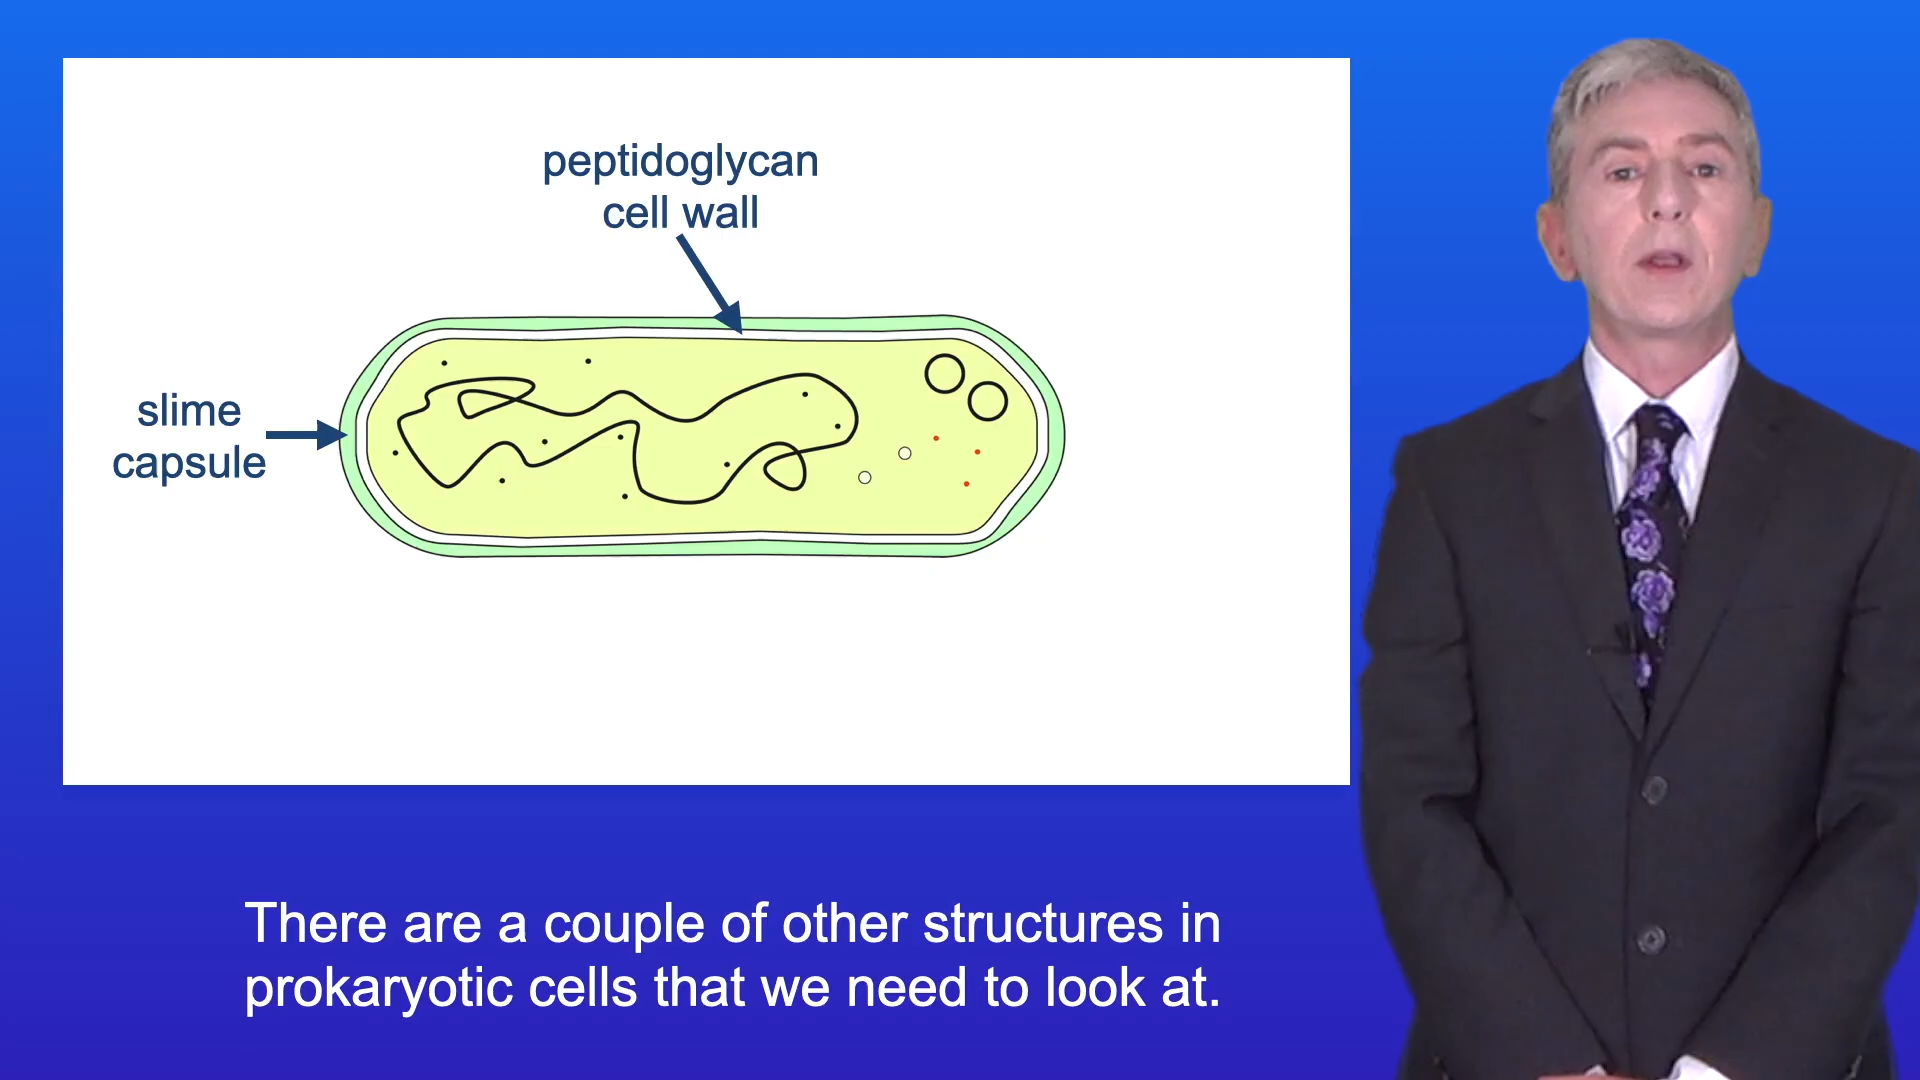 peptidoglycan
cell wall
slime
capsule
There are a couple of other structures in
prokaryotic cells that we need to look at.